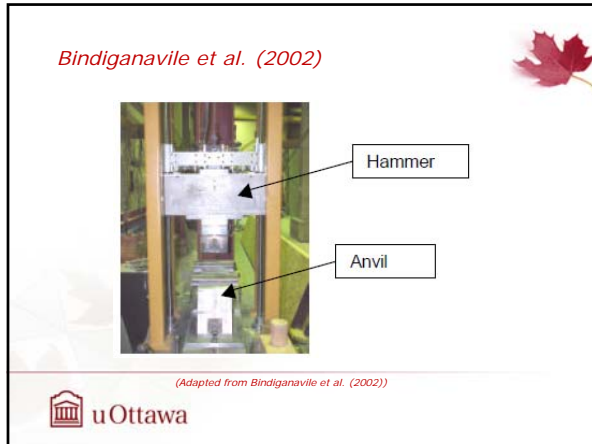 Bindiganavile et al. (2002)
Hammer
Anvil
(Adapted from Bindiganavile et al. (2002))
uOttawa